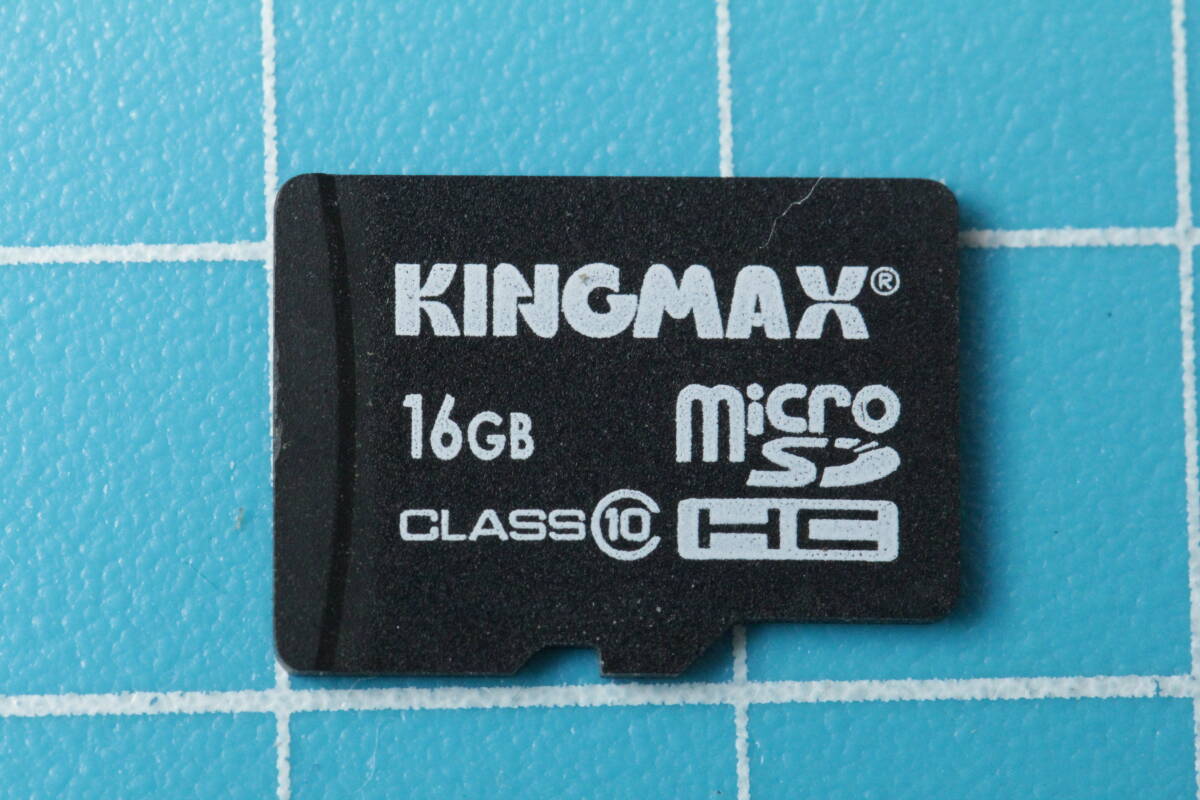 KINGMAX®
16GB
micro
SD
CLASS 10
HC